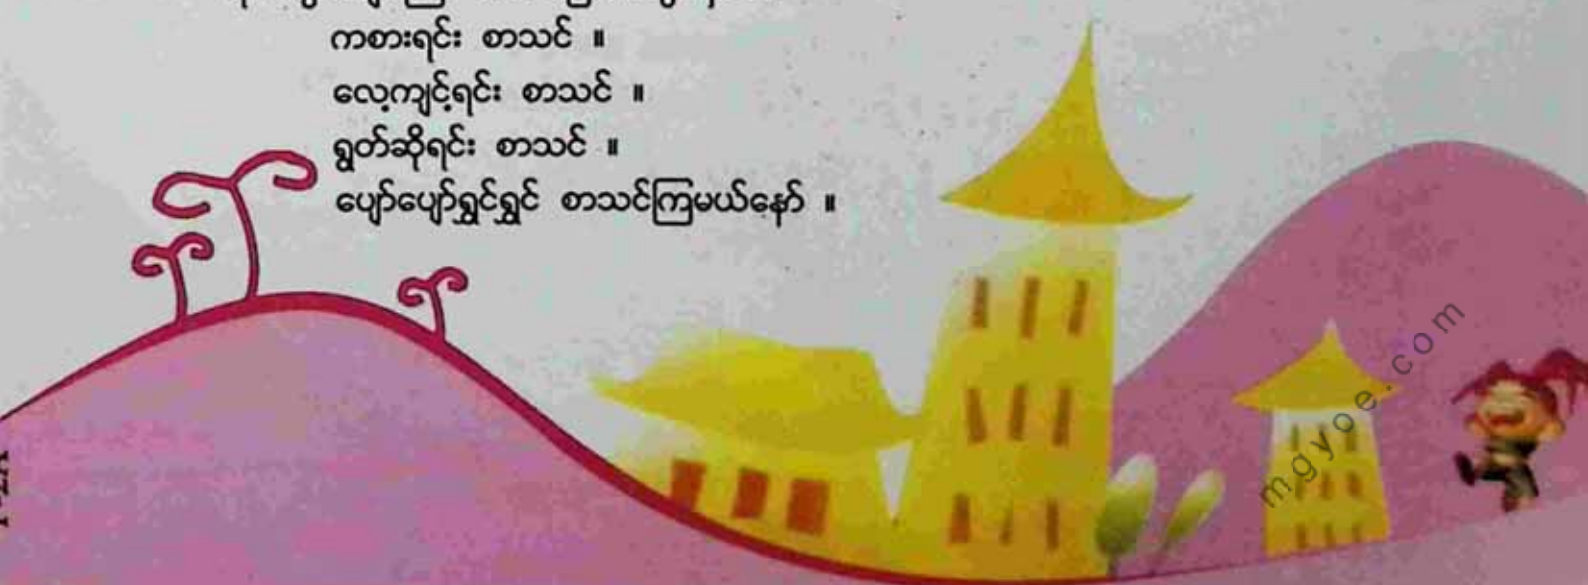 ကစားရင်း စာသင် ။
လေ့ကျင့်ရင်း စာသင် ။
ရွတ်ဆိုရင်း စာသင် ။
ပျော်ပျော်ရွှင်ရွှင် စာသင်ကြမယ်နော် ။
mgyoe.com